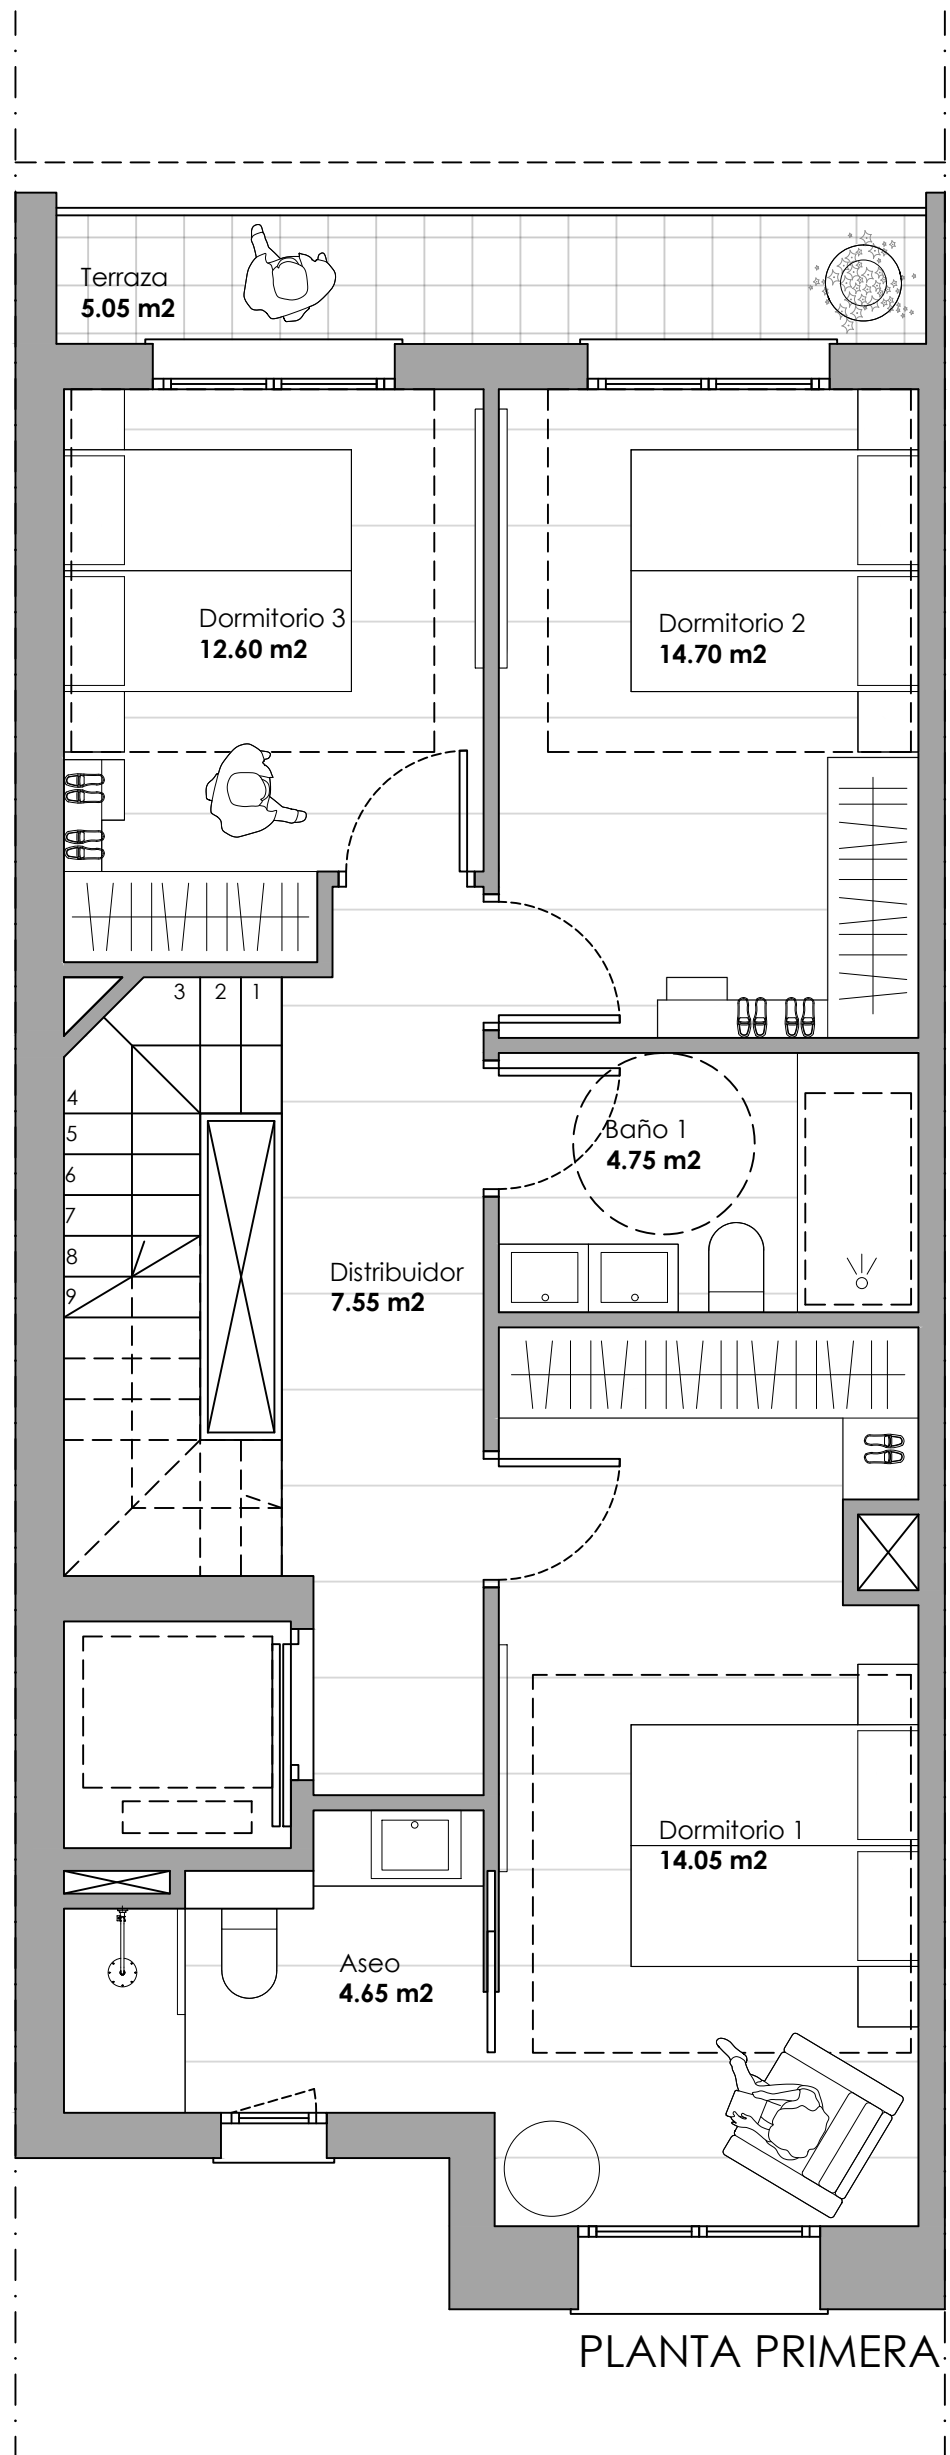 Terraza
5.05 m2
Dormitorio 3
12.60 m2
Dormitorio 2
14.70 m2
3 2 1
4
5
6
7
8
9
Baño 1
4.75 m2
Distribuidor
7.55 m2
Dormitorio 1
14.05 m2
Aseo
4.65 m2
PLANTA PRIMERA